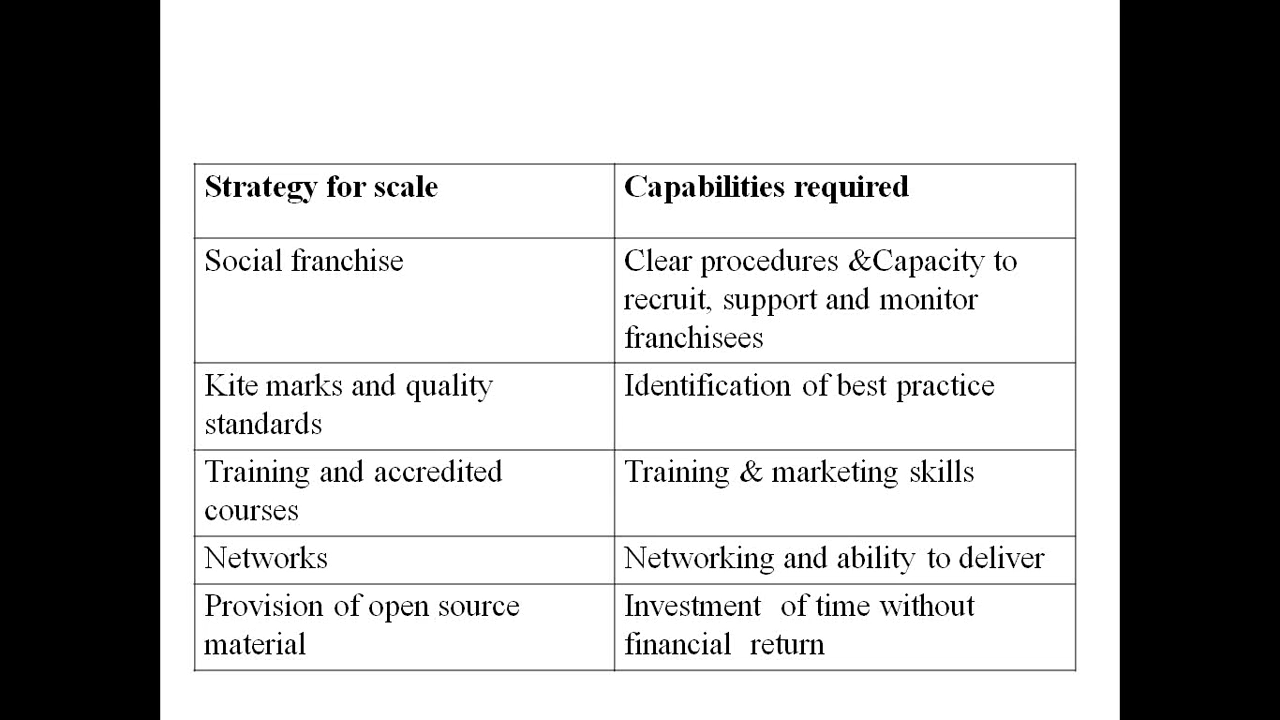 Strategy for scale
Capabilities required
Social franchise
Clear procedures &Capacity to
recruit, support and monitor
franchisees
Kite marks and quality
standards
Identification of best practice
Training and accredited
courses
Training & marketing skills
Networks
Networking and ability to deliver
Provision of open source
material
Investment of time without
financial return